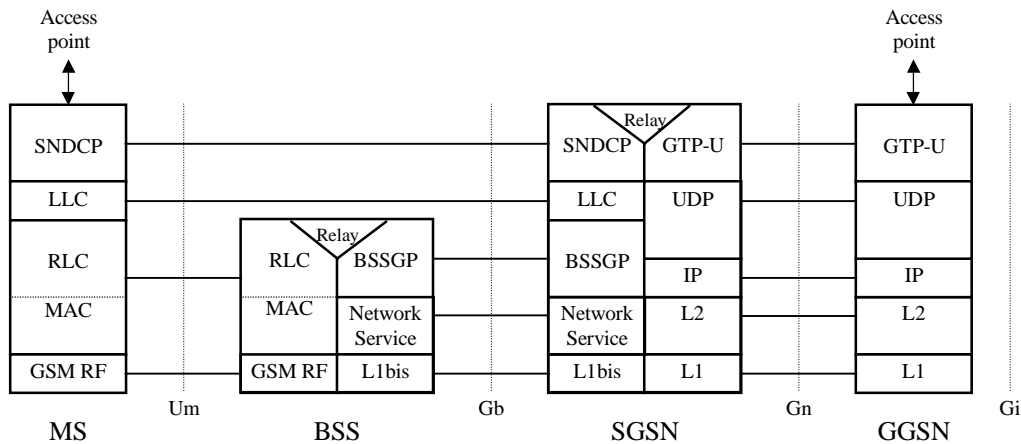 Access
point
Access
point
Relay
Relay
SNDCP
SNDCP
GTP-U
GTP-U
LLC
LLC
UDP
UDP
Relay
RLC
RLC
BSSGP
BSSGP
IP
IP
MAC
MAC
Network
Service
Network
Service
L2
L2
GSM RF
GSM RF
L1bis
L1bis
L1
L1
Um
Gb
Gn
Gi
MS
BSS
SGSN
GGSN